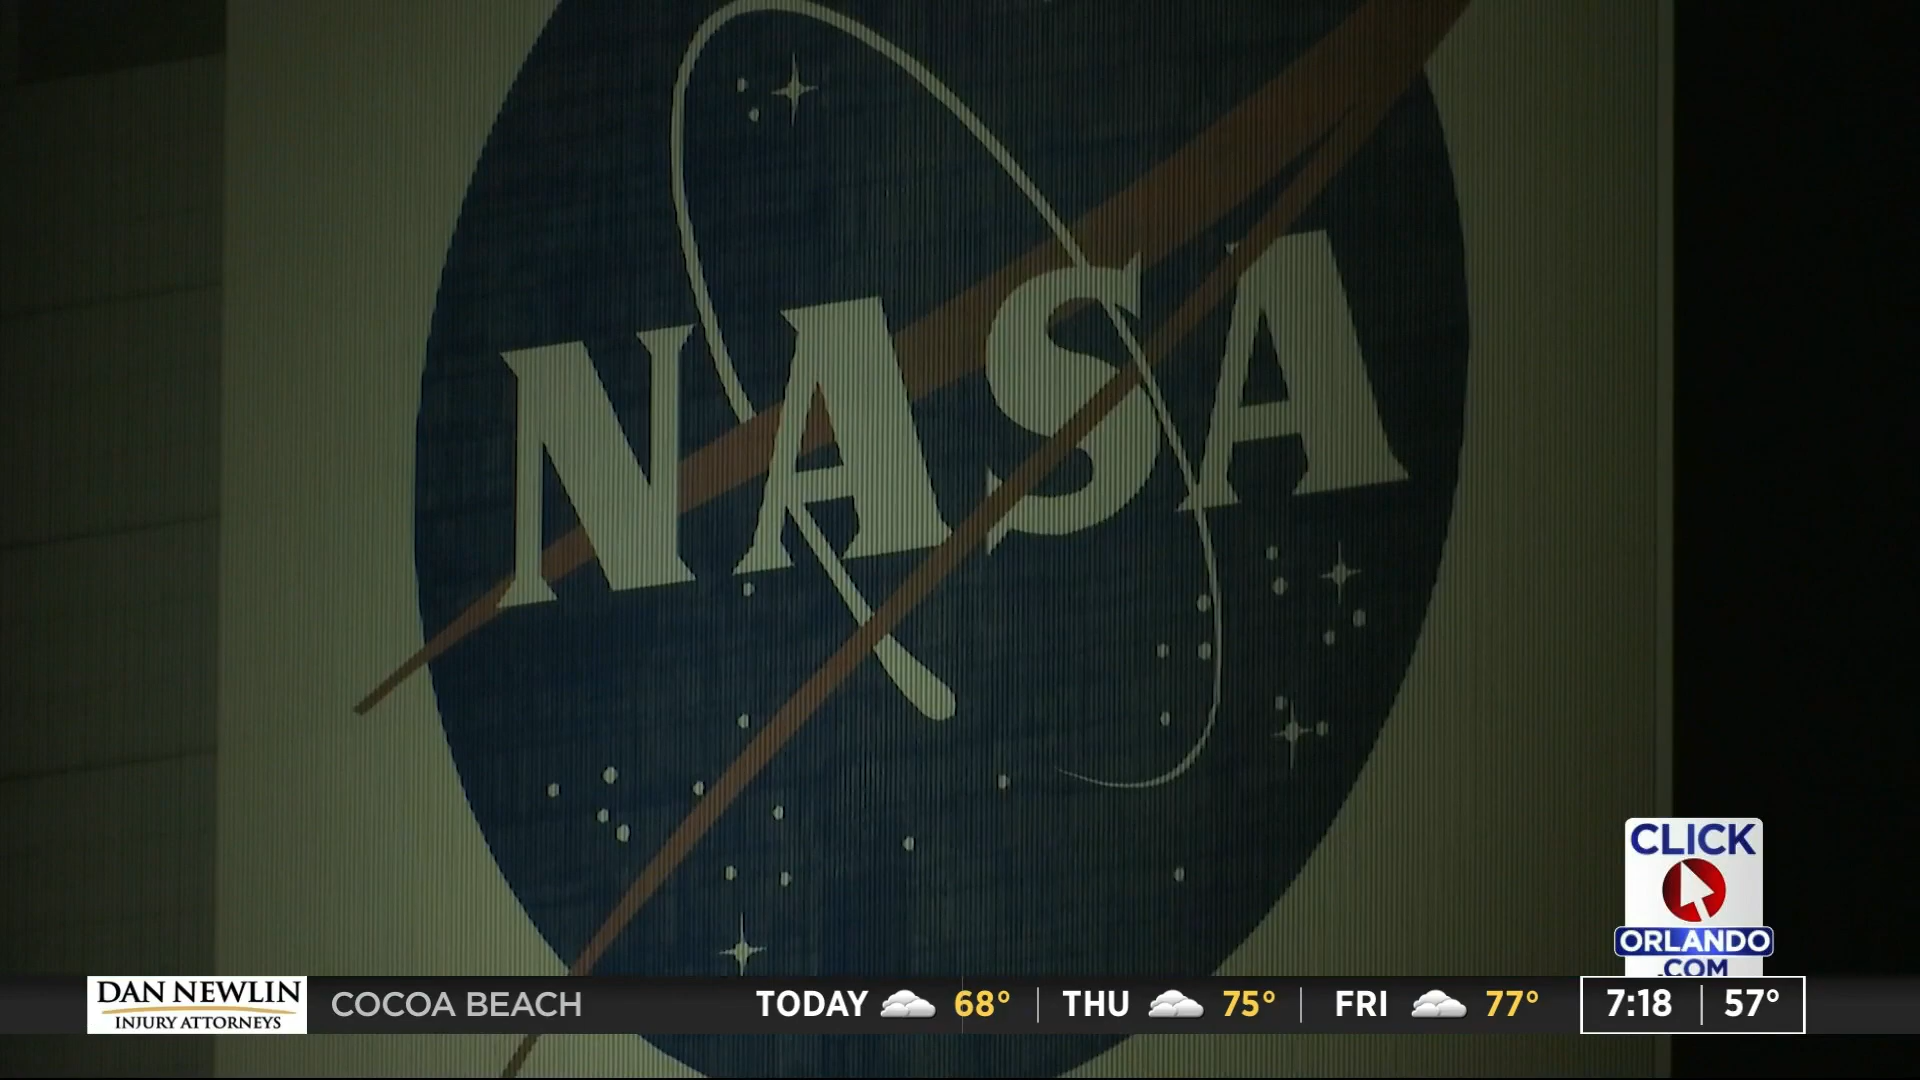 NASA
CLICK
ORLANDO
.COM
DAN NEWLIN
INJURY ATTORNEYS
COCOA BEACH
TODAY 68° THU 75° FRI 77°
7:18 57°